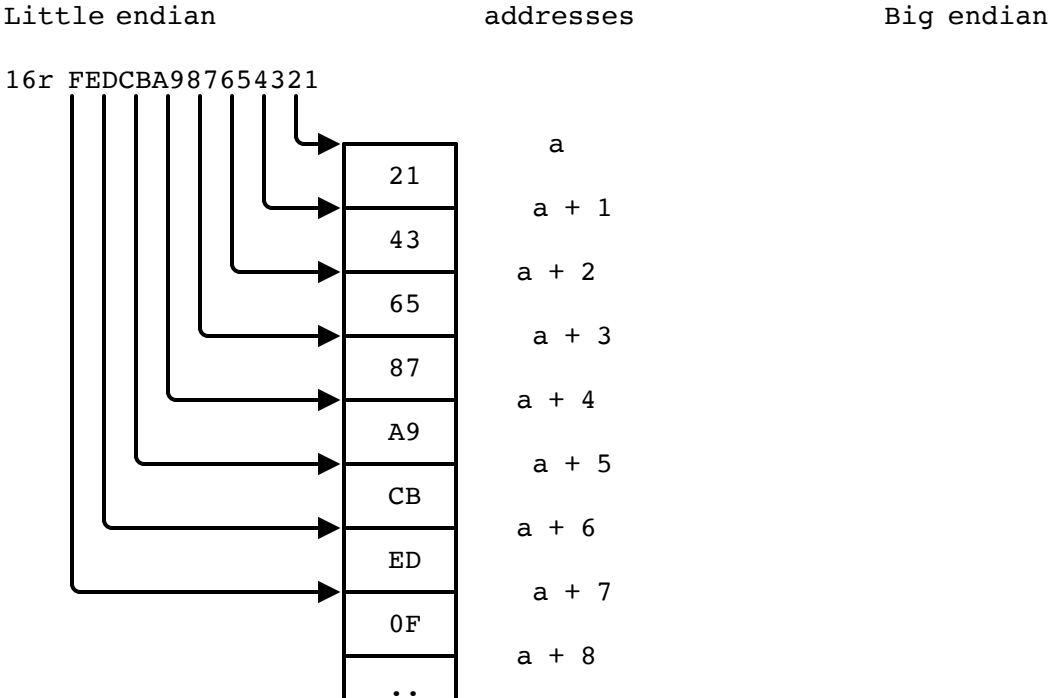 Little endian addresses Big endian
16r FEDCBA987654321
a
21
a + 1
43
a + 2
65
a + 3
87
a + 4
A9
a + 5
CB
a + 6
ED
a + 7
0F
a + 8
..